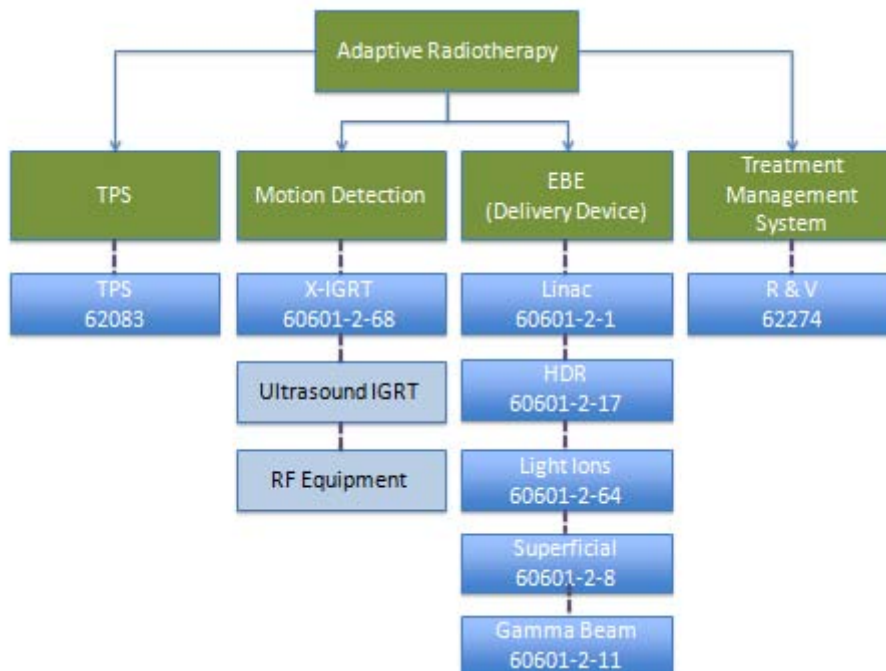 Adaptive Radiotherapy
TPS
Motion Detection
EBE
(Delivery Device)
Treatment
Management
System
TPS
62083
X-IGRT
60601-2-68
Linac
60601-2-1
R & V
62274
Ultrasound IGRT
HDR
60601-2-17
RF Equipment
Light Ions
60601-2-64
Superficial
60601-2-8
Gamma Beam
60601-2-11